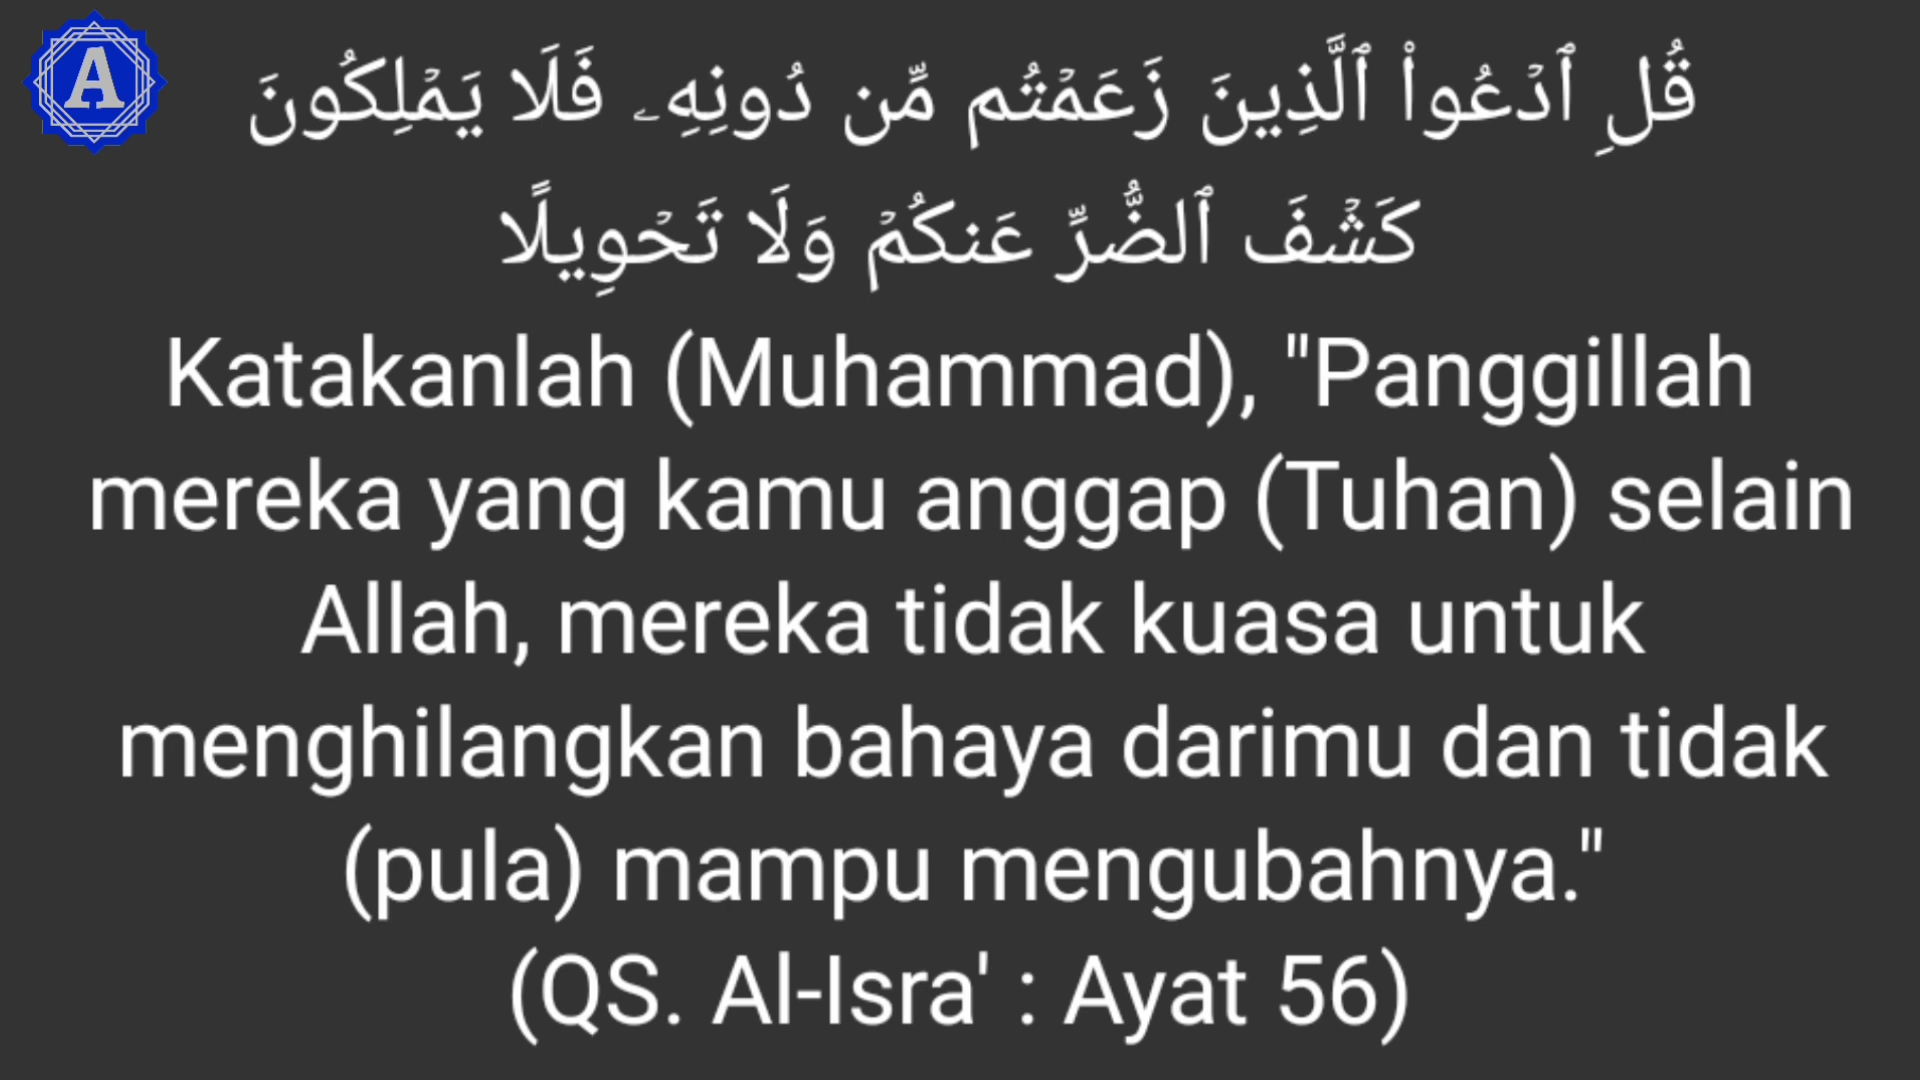 A
قُلِ ٱدۡعُواْ ٱلَّذِينَ زَعَمۡتُم مِّن دُونِهِۦ فَلَا يَمۡلِكُونَ
كَشۡفَ ٱلضُّرِّ عَنكُمۡ وَلَا تَحۡوِيلًا
Katakanlah (Muhammad), "Panggillah
mereka yang kamu anggap (Tuhan) selain
Allah, mereka tidak kuasa untuk
menghilangkan bahaya darimu dan tidak
(pula) mampu mengubahnya."
(QS. Al-Isra' : Ayat 56)